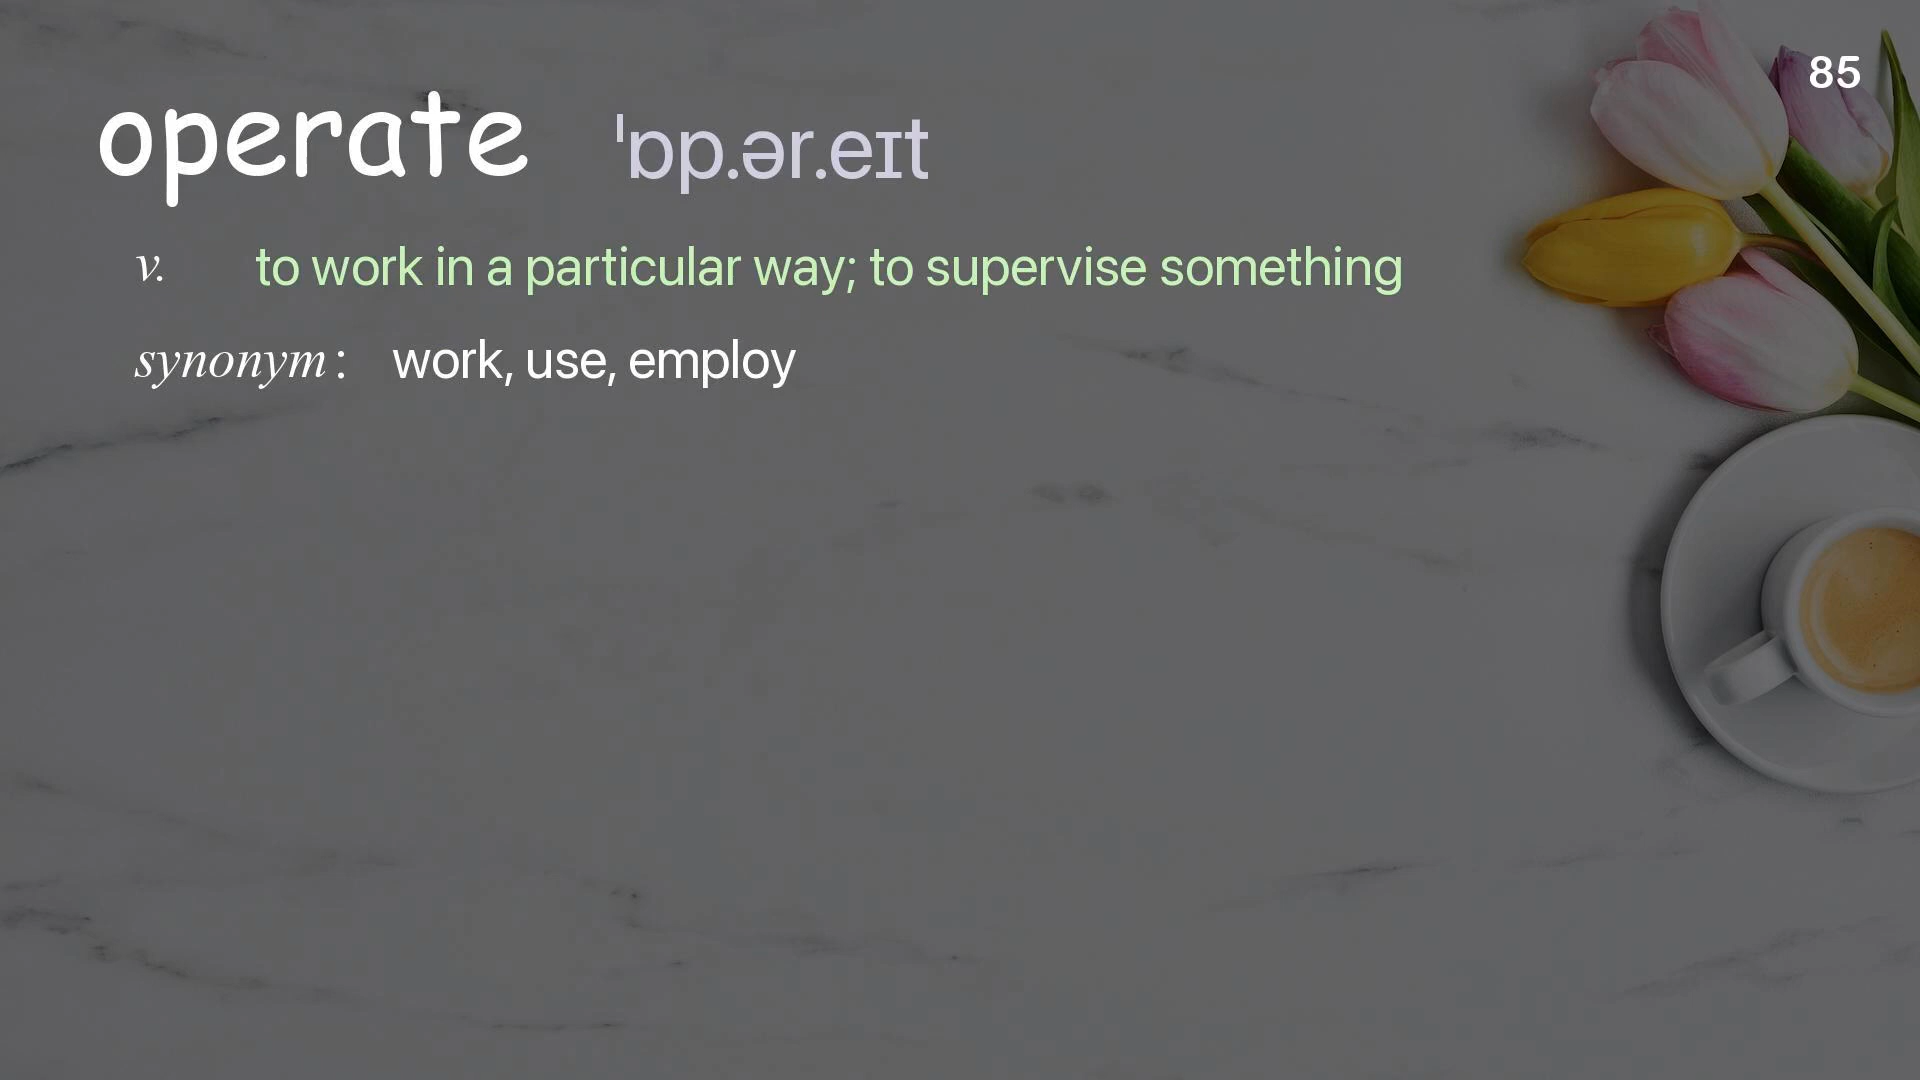 85
operate ˈɒp.ər.eɪt
v. to work in a particular way; to supervise something
synonym : work, use, employ